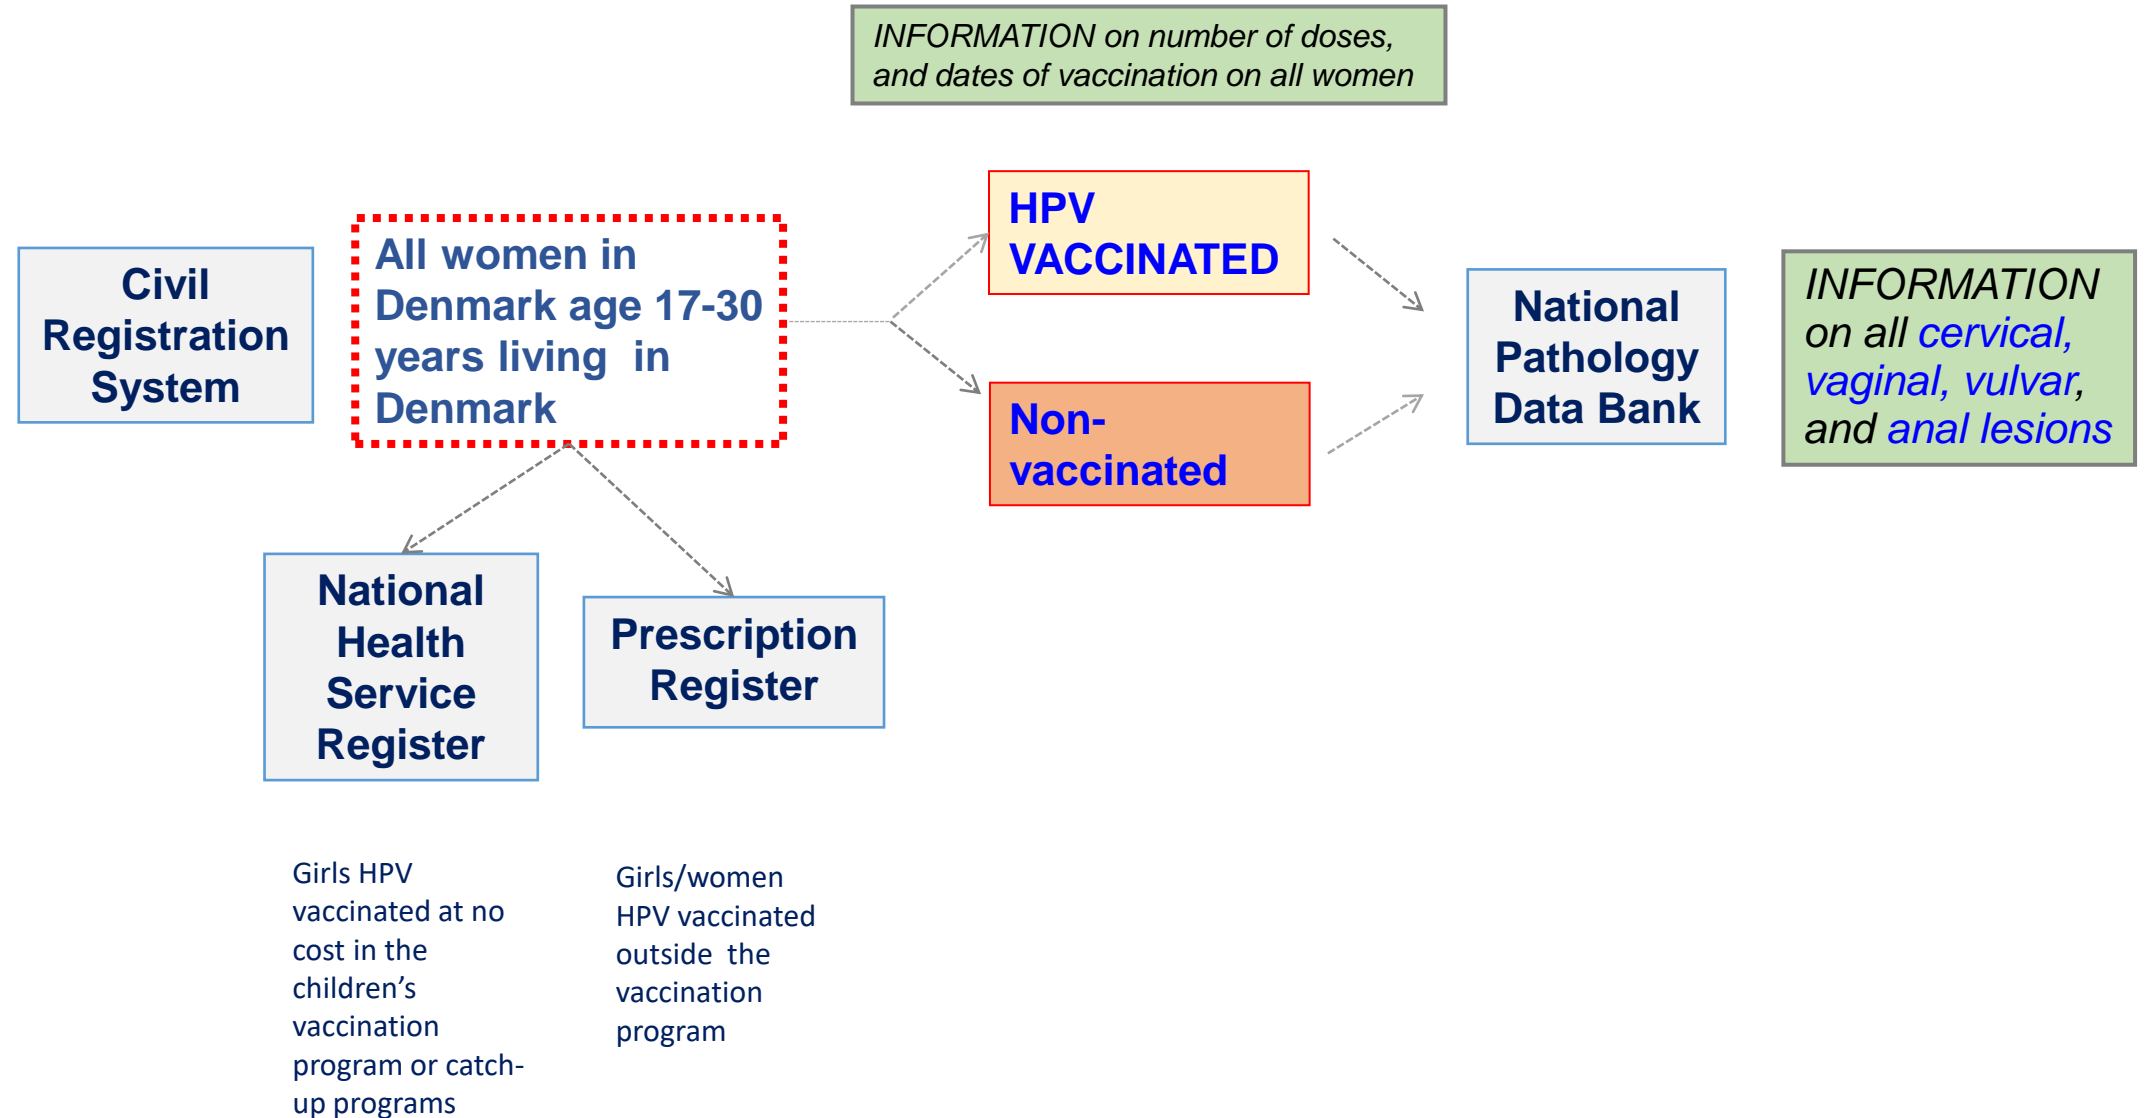 INFORMATION on number of doses,
and dates of vaccination on all women
Civil
Registration
System
All women in
Denmark age 17-30
years living in
Denmark
HPV
VACCINATED
Non-
vaccinated
National
Pathology
Data Bank
INFORMATION
on all cervical,
vaginal, vulvar,
and anal lesions
National
Health
Service
Register
Prescription
Register
Girls HPV
vaccinated at no
cost in the
children’s
vaccination
program or catch-
up programs
Girls/women
HPV vaccinated
outside the
vaccination
program